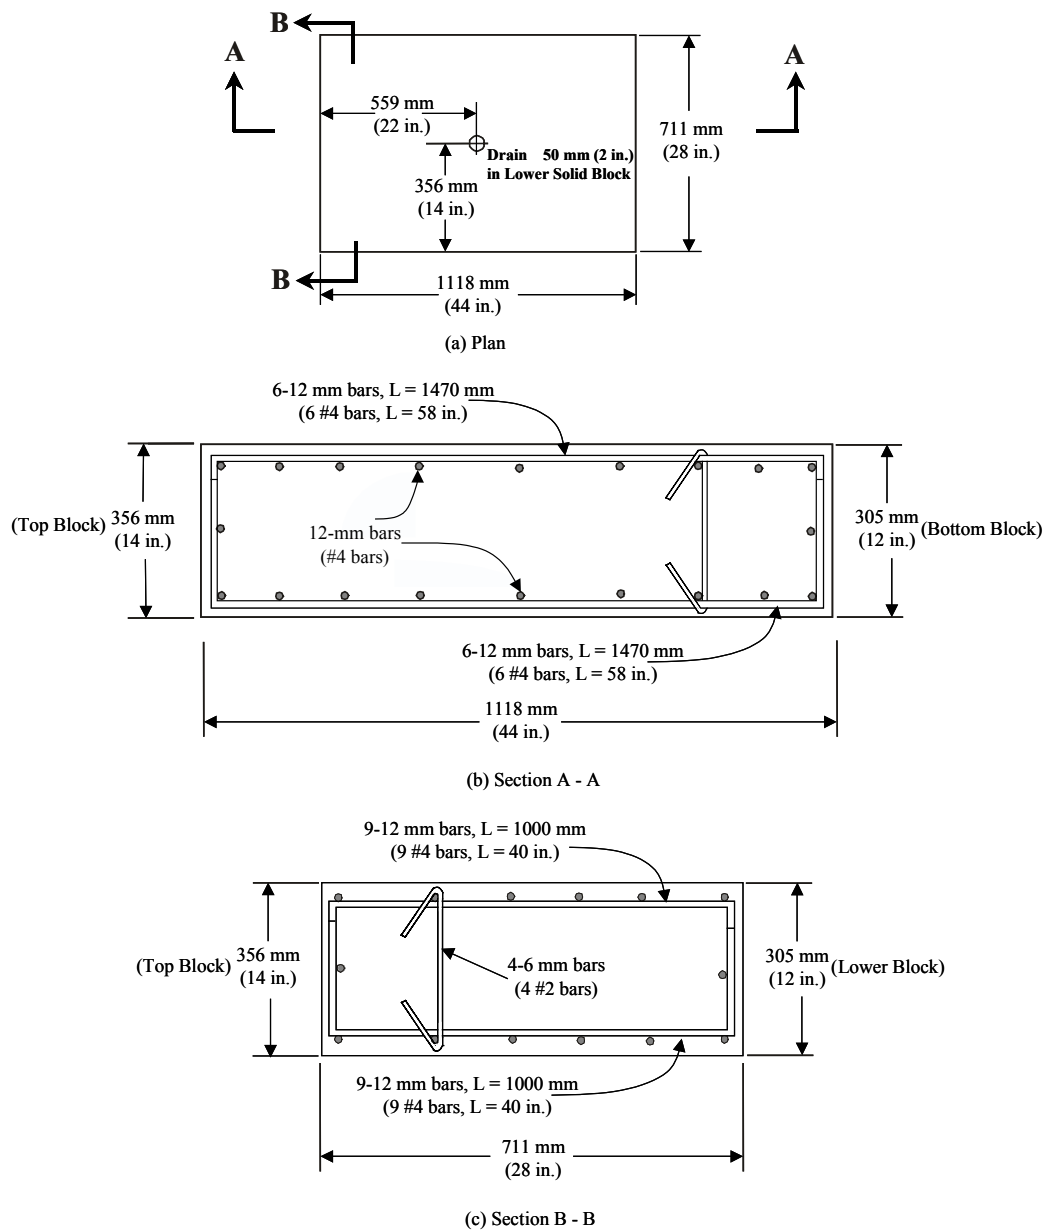 B
A
A
559 mm
(22 in.)
711 mm
(28 in.)
Drain 50 mm (2 in.)
in Lower Solid Block
356 mm
(14 in.)
B
1118 mm
(44 in.)
(a) Plan
6-12 mm bars, L = 1470 mm
(6 #4 bars, L = 58 in.)
(Top Block)
356 mm
(14 in.)
12-mm bars
(#4 bars)
305 mm
(12 in.)
(Bottom Block)
6-12 mm bars, L = 1470 mm
(6 #4 bars, L = 58 in.)
1118 mm
(44 in.)
(b) Section A - A
9-12 mm bars, L = 1000 mm
(9 #4 bars, L = 40 in.)
(Top Block)
356 mm
(14 in.)
4-6 mm bars
(4 #2 bars)
305 mm
(12 in.)
(Lower Block)
9-12 mm bars, L = 1000 mm
(9 #4 bars, L = 40 in.)
711 mm
(28 in.)
(c) Section B - B